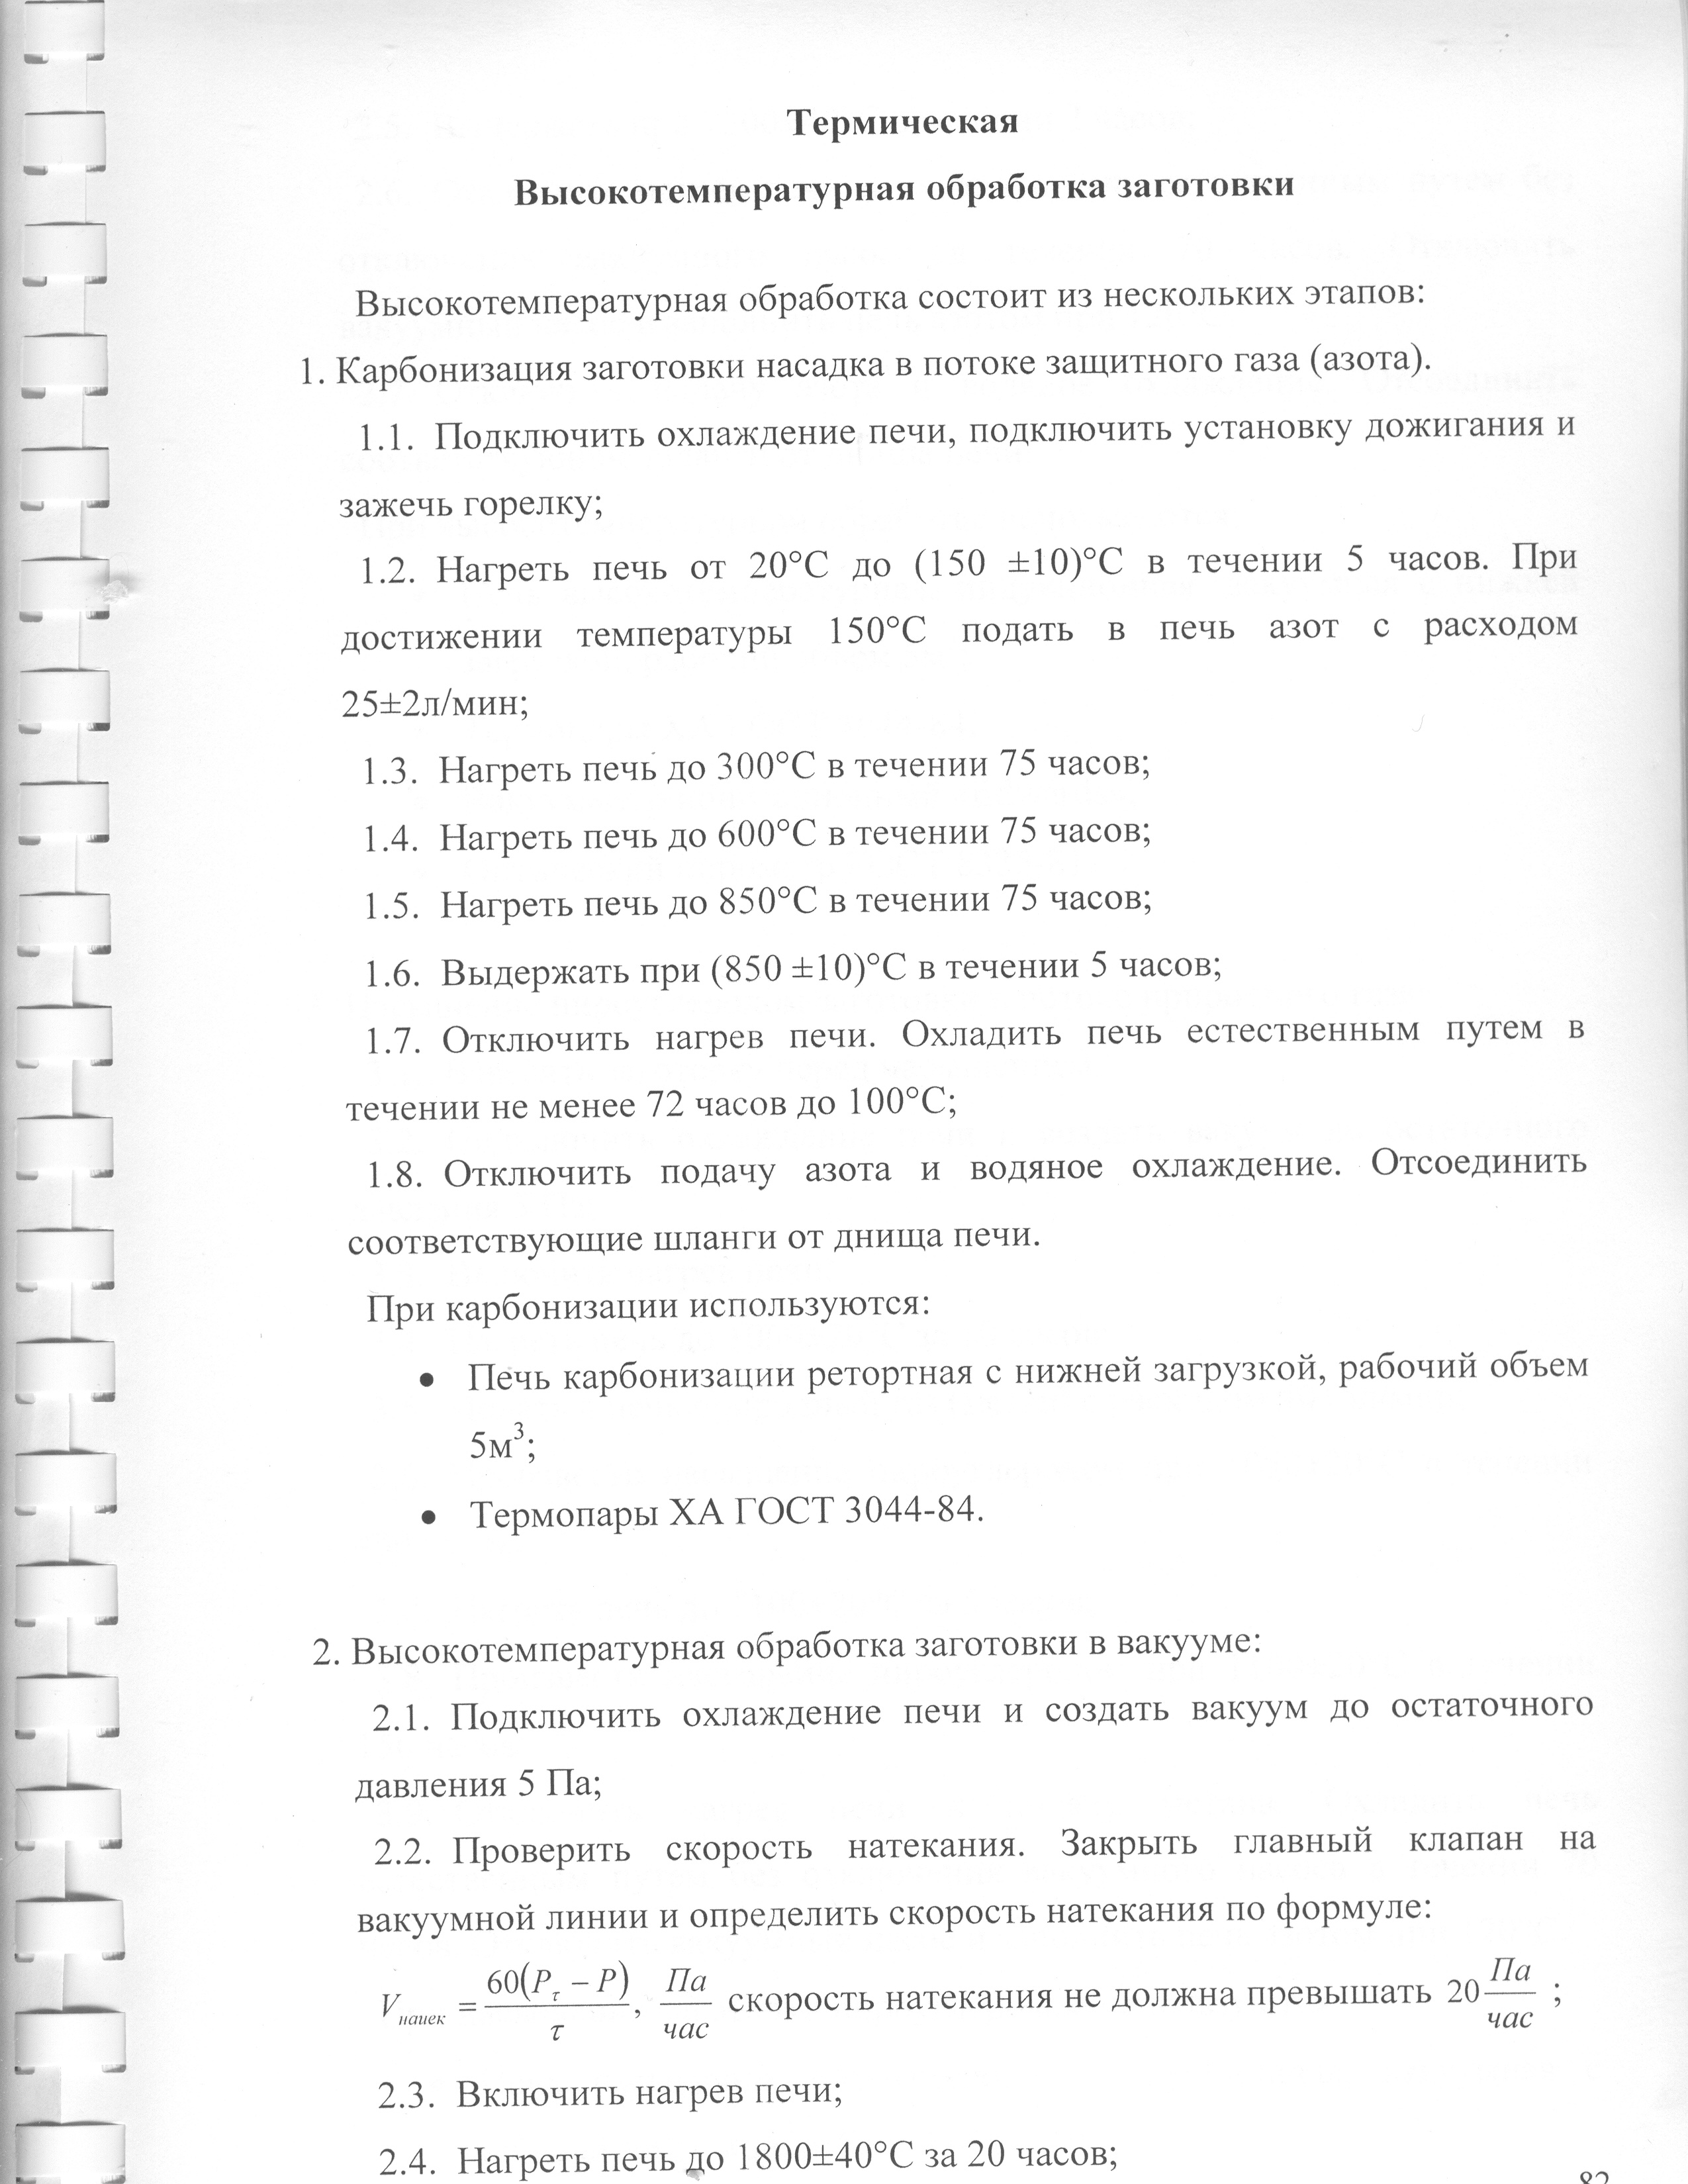 Термическая
Высокотемпературная обработка заготовки
Высокотемпературная обработка состоит из нескольких этапов:
1. Карбонизация заготовки насадка в потоке защитного газа (азота).
1.1. Подключить охлаждение печи, подключить установку дожигания и
зажечь горелку;
1.2. Нагреть печь от 20°С до (150 ±10)°С в течении 5 часов. При
достижении температуры 150°С подать в печь азот с расходом
25±2л/мин;
1.3. Нагреть печь до 300°С в течении 75 часов;
1.4. Нагреть печь до 600°С в течении 75 часов;
1.5. Нагреть печь до 850°С в течении 75 часов;
1.6. Выдержать при (850 ±10)°С в течении 5 часов;
1.7. Отключить нагрев печи. Охладить печь естественным путем в
течении не менее 72 часов до 100°С;
1.8. Отключить подачу азота и водяное охлаждение. Отсоединить
соответствующие шланги от днища печи.
При карбонизации используются:
• Печь карбонизации ретортная с нижней загрузкой, рабочий объем
5м³;
• Термопары ХА ГОСТ 3044-84.
2. Высокотемпературная обработка заготовки в вакууме:
2.1. Подключить охлаждение печи и создать вакуум до остаточного
давления 5 Па;
2.2. Проверить скорость натекания. Закрыть главный клапан на
вакуумной линии и определить скорость натекания по формуле:
V_нашек = 60(P_τ – P)/τ, Па/час скорость натекания не должна превышать 20 Па/час ;
2.3. Включить нагрев печи;
2.4. Нагреть печь до 1800±40°С за 20 часов;
82